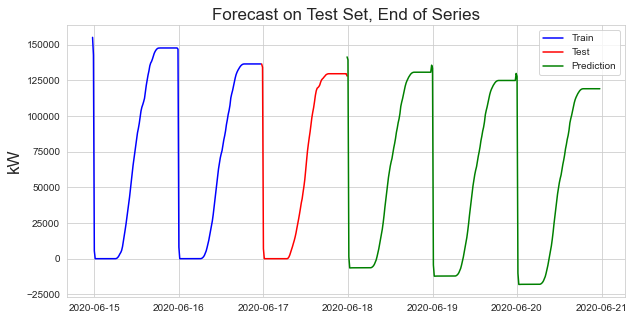 Forecast on Test Set, End of Series
Train
Test
Prediction
kW
150000
125000
100000
75000
50000
25000
0
−25000
2020-06-15 2020-06-16 2020-06-17 2020-06-18 2020-06-19 2020-06-20 2020-06-21